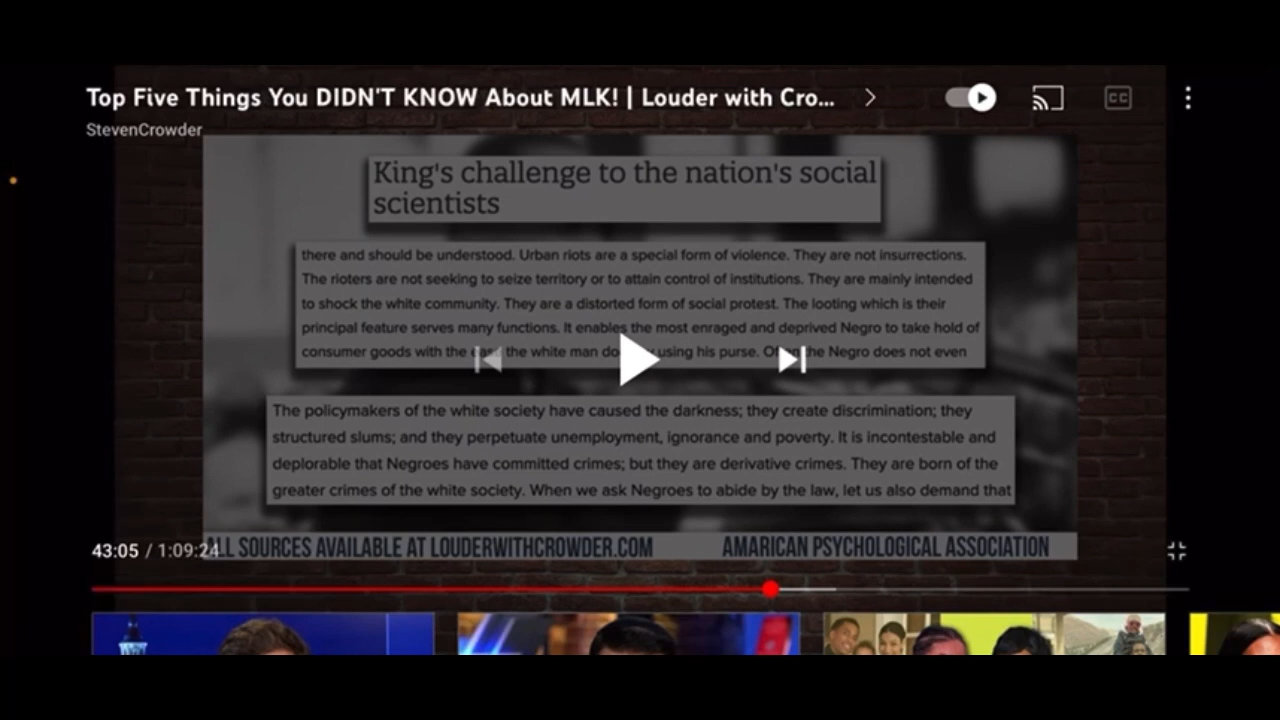 Top Five Things You DIDN'T KNOW About MLK! | Louder with Cro...
CC
StevenCrowder
King's challenge to the nation's social
scientists
there and should be understood. Urban riots are a special form of violence. They are not insurrections.
The rioters are not seeking to seize territory or to attain control of institutions. They are mainly intended
to shock the white community. They are a distorted form of social protest. The looting which is their
principal feature serves many functions. It enables the most enraged and deprived Negro to take hold of
consumer goods with the the white man using his purse. the Negro does not even
The policymakers of the white society have caused the darkness; they create discrimination; they
structured slums; and they perpetuate unemployment, ignorance and poverty. It is incontestable and
deplorable that Negroes have committed crimes; but they are derivative crimes. They are born of the
greater crimes of the white society. When we ask Negroes to abide by the law, let us also demand that
43:05 / 1:09:24
SOURCES AVAILABLE AT LOUDERWITHCROWDER.COM
AMARICAN PSYCHOLOGICAL ASSOCIATION